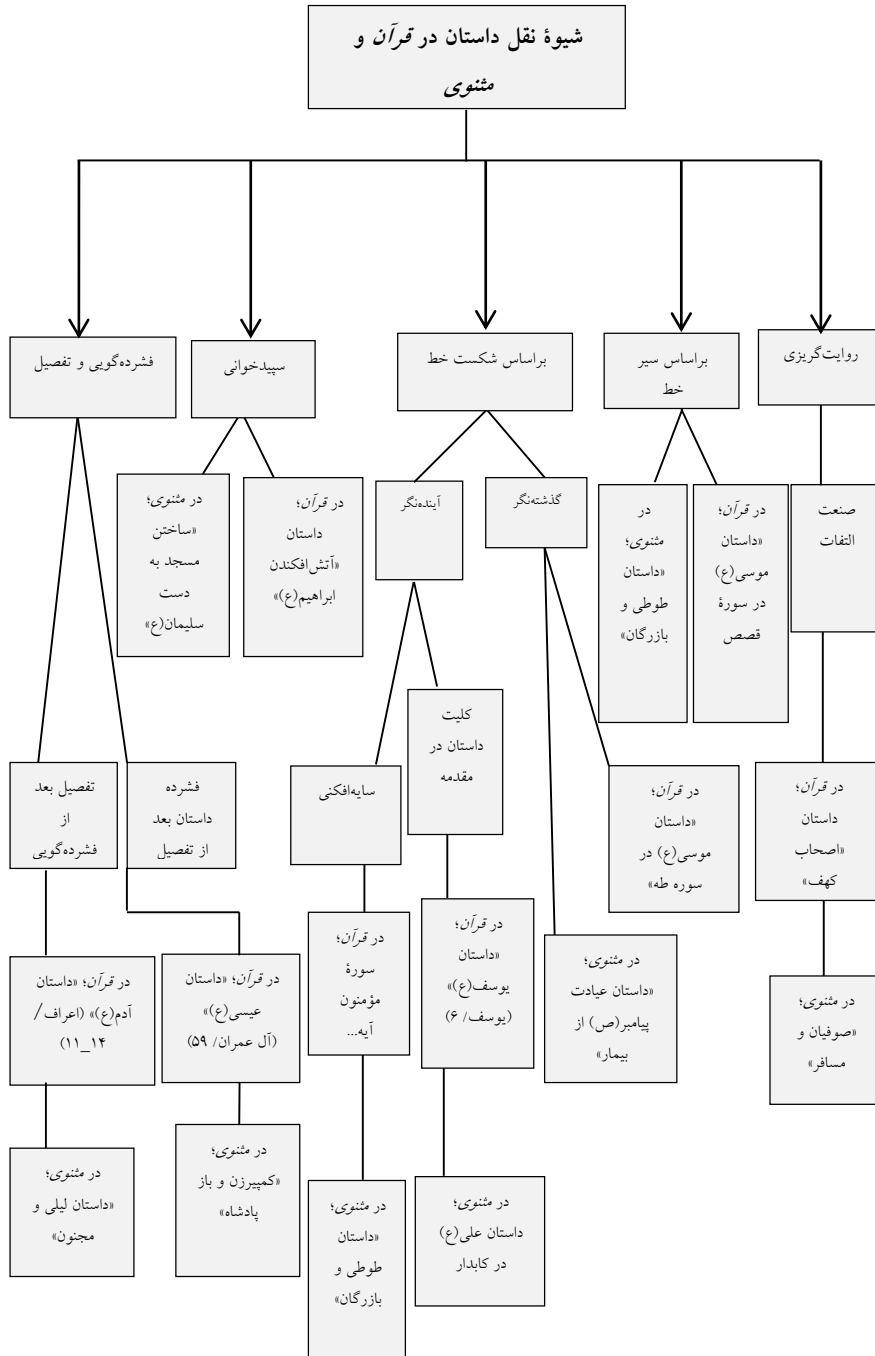 شیوهٔ نقل داستان در قرآن و
مثنوی
روایت‌گریزی
براساس سیر
خط
براساس شکست خط
سپیدخوانی
فشرده‌گویی و تفصیل
صنعت
التفات
در قرآن؛
«داستان
موسی(ع)
در سورهٔ
قصص
در
مثنوی؛
«داستان
طوطی و
بازرگان»
گذشته‌نگر
آینده‌نگر
در قرآن؛
داستان
«آتش‌افکندن
ابراهیم(ع)»
در مثنوی؛
«ساختن
مسجد به
دست
سلیمان(ع»
کلیت
داستان در
مقدمه
سایه‌افکنی
در قرآن؛
داستان
«اصحاب
کهف»
در قرآن؛
«داستان
موسی(ع) در
سوره طه»
فشرده
داستان بعد
از تفصیل
تفصیل بعد
از
فشرده‌گویی
در مثنوی؛
«صوفیان و
مسافر»
در مثنوی؛
«داستان عیادت
پیامبر(ص) از
بیمار»
در قرآن؛
«داستان
یوسف(ع)»
(یوسف/ ۶)
در قرآن؛
سورهٔ
مؤمنون
آیه...
در قرآن؛ «داستان
عیسی(ع)»
(آل عمران/ ۵۹)
در قرآن؛ «داستان
آدم(ع)» (اعراف/
۱۴_۱۱)
در مثنوی؛
داستان علی(ع)
در کابدار
در مثنوی؛
«داستان
طوطی و
بازرگان»
در مثنوی؛
«کمپیرزن و باز
پادشاه»
در مثنوی؛
«داستان لیلی و
مجنون»